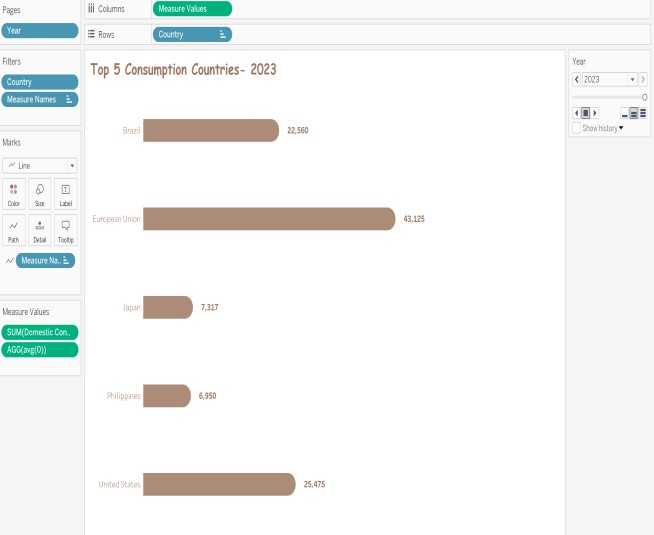 Pages
Columns
Measure Values
Year
Rows
Country
Filters
Country
Measure Names
Marks
Line
Color
Size
Label
Path
Detail
Tooltip
Measure Na..
Measure Values
SUM(Domestic Con..
AGG(avg(0))
Top 5 Consumption Countries- 2023
Brazil
22,560
European Union
43,125
Japan
7,317
Philippines
6,950
United States
25,475
Year
2023
Show history